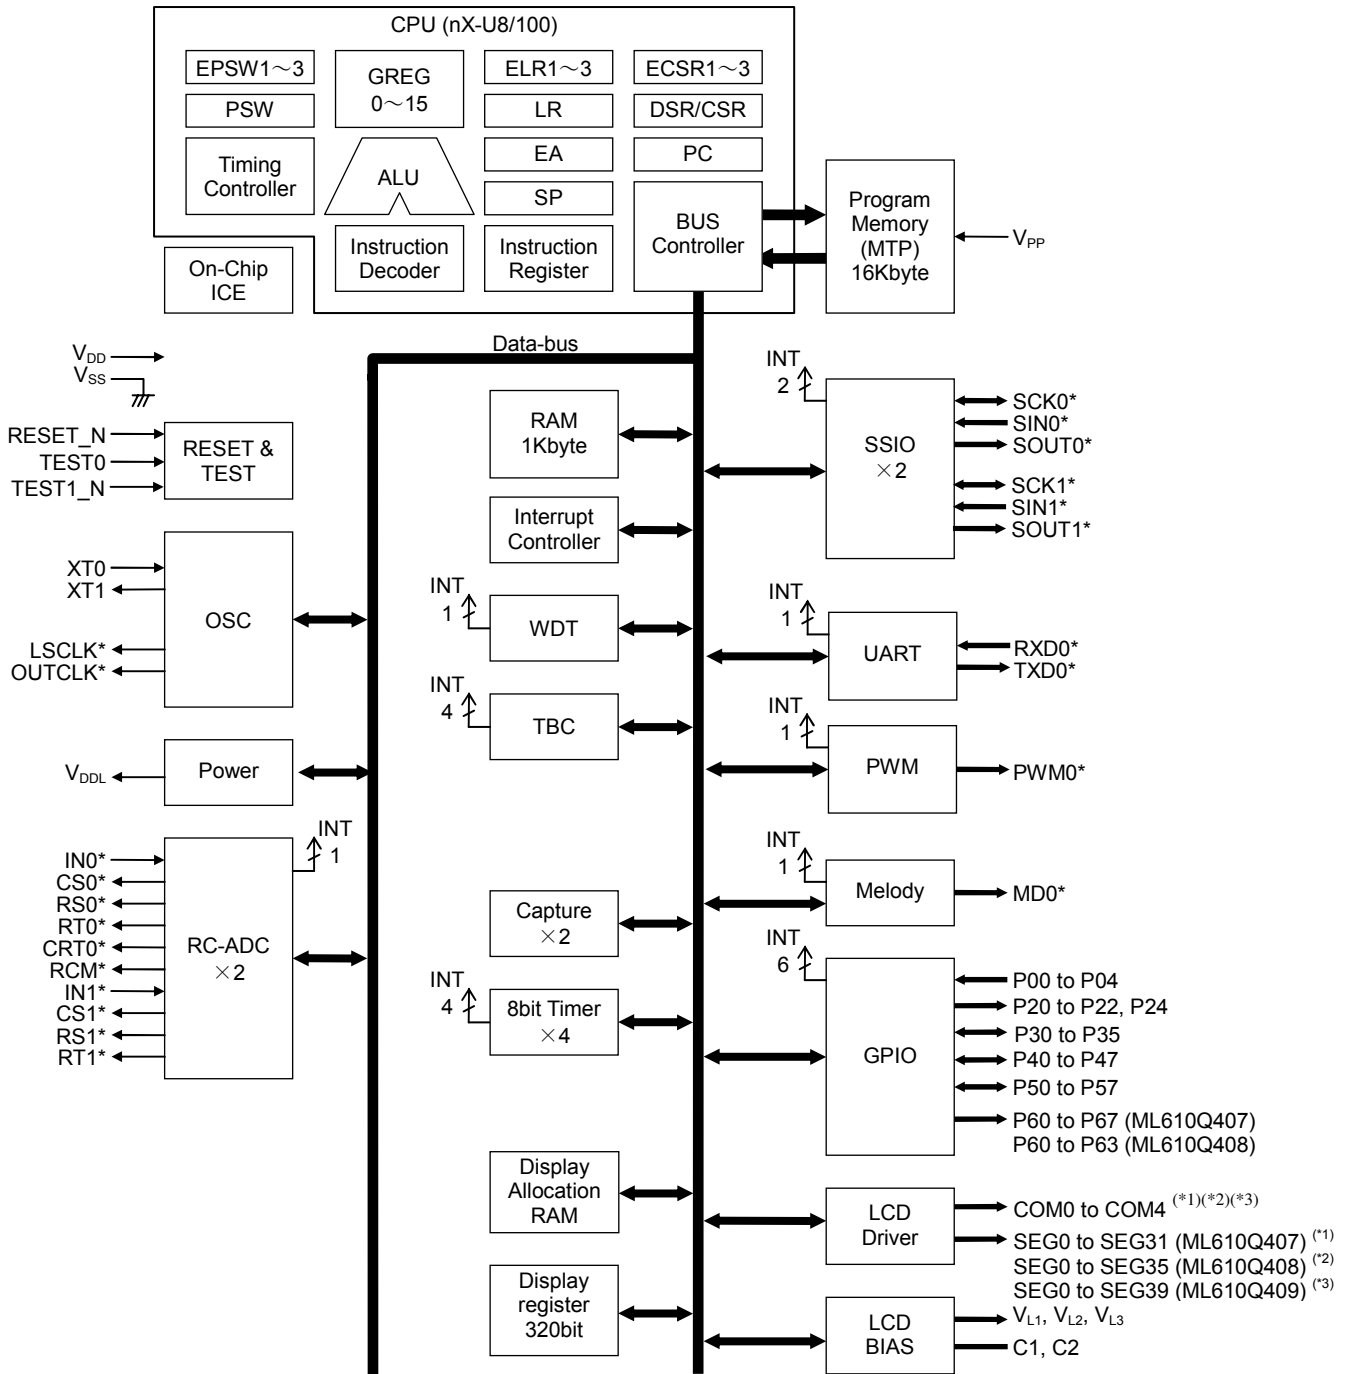 CPU (nX-U8/100)
EPSW1~3
GREG
0~15
ELR1~3
ECSR1~3
PSW
LR
DSR/CSR
Timing
Controller
ALU
EA
PC
SP
BUS
Controller
Instruction
Decoder
Instruction
Register
Program
Memory
(MTP)
16Kbyte
VPP
On-Chip
ICE
Data-bus
VDD
VSS
RESET_N
TEST0
TEST1_N
RESET &
TEST
XT0
XT1
LSCLK*
OUTCLK*
OSC
VDDL
Power
INT
1
IN0*
CS0*
RS0*
RT0*
CRT0*
RCM*
IN1*
CS1*
RS1*
RT1*
RC-ADC
×2
RAM
1Kbyte
Interrupt
Controller
INT
1
WDT
INT
4
TBC
Capture
×2
INT
4
8bit Timer
×4
Display
Allocation
RAM
Display
register
320bit
INT
2
SSIO
×2
SCK0*
SIN0*
SOUT0*
SCK1*
SIN1*
SOUT1*
INT
1
UART
RXD0*
TXD0*
INT
1
PWM
PWM0*
INT
1
Melody
MD0*
INT
6
GPIO
P00 to P04
P20 to P22, P24
P30 to P35
P40 to P47
P50 to P57
P60 to P67 (ML610Q407)
P60 to P63 (ML610Q408)
LCD
Driver
COM0 to COM4 (*1)(*2)(*3)
SEG0 to SEG31 (ML610Q407) (*1)
SEG0 to SEG35 (ML610Q408) (*2)
SEG0 to SEG39 (ML610Q409) (*3)
LCD
BIAS
VL1, VL2, VL3
C1, C2